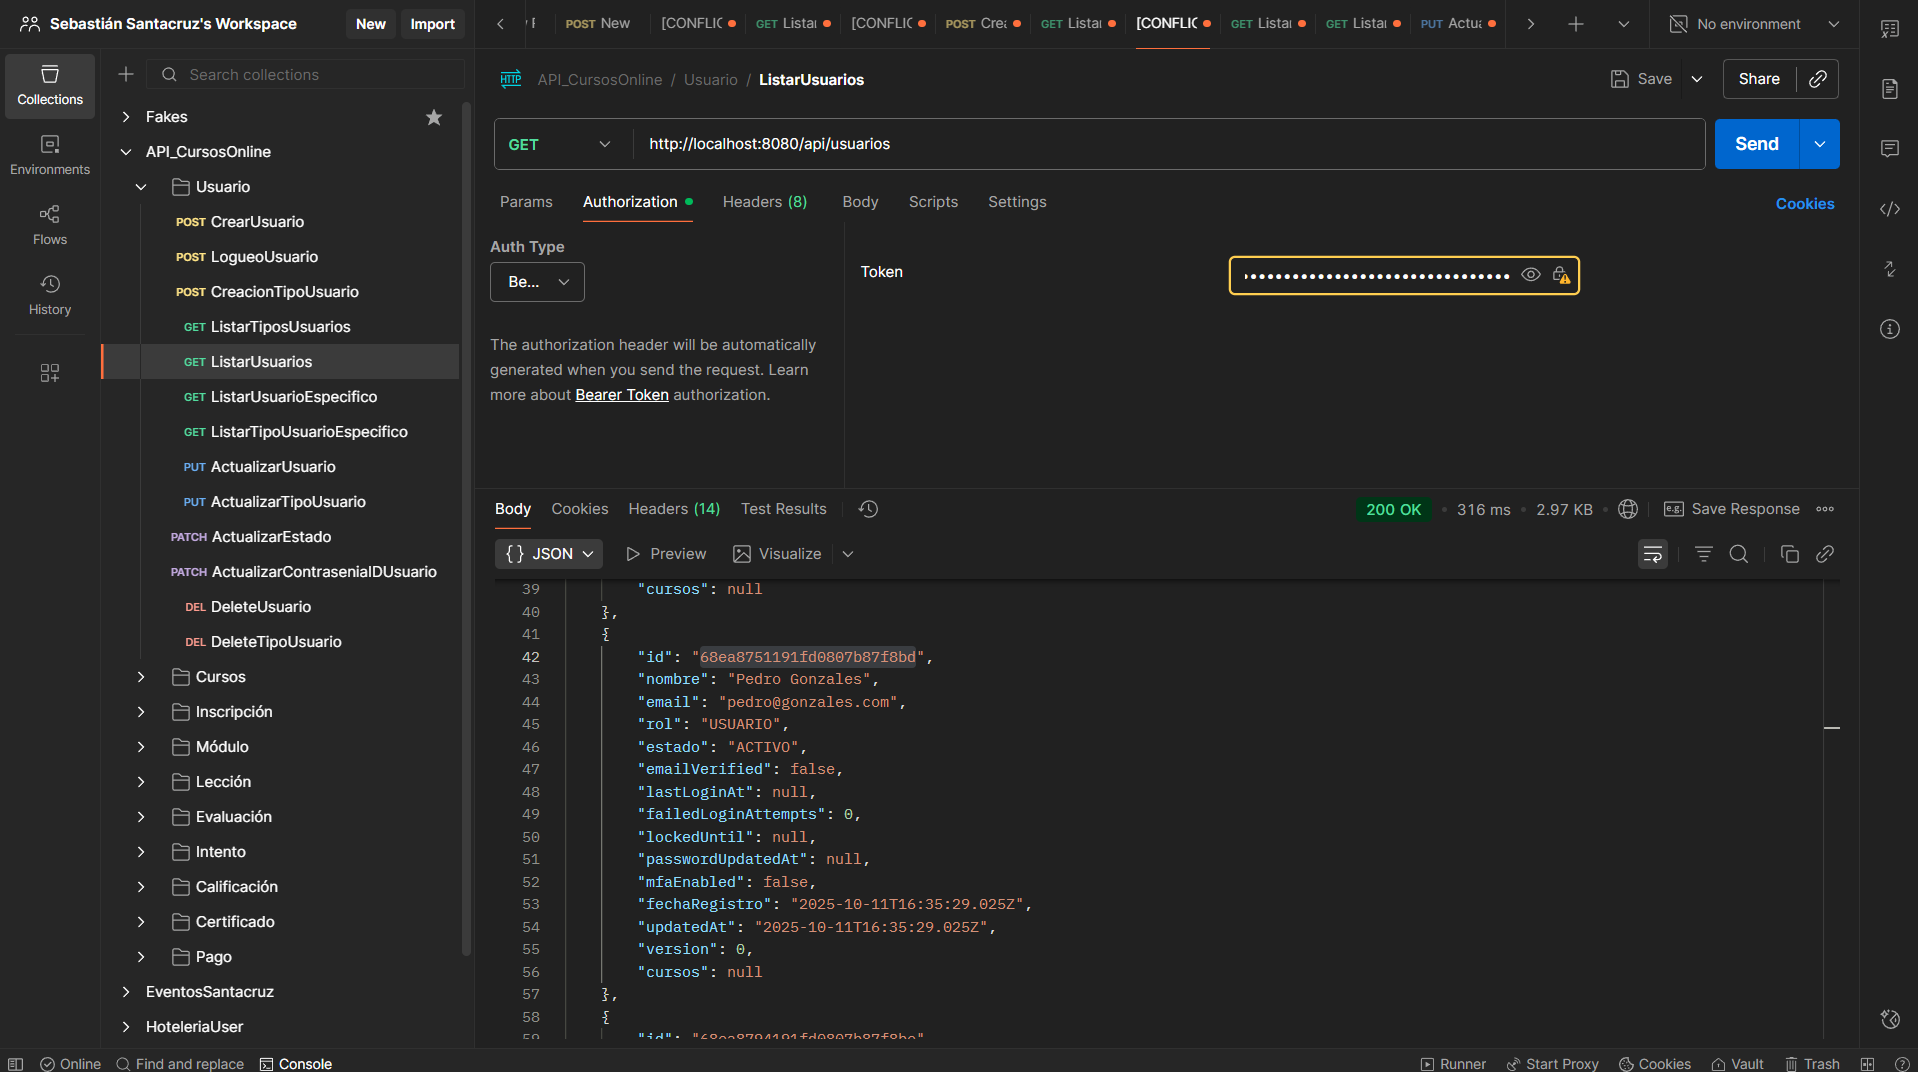 Sebastián Santacruz's Workspace
New
Import
POST New
[CONFLIC
GET Lista
[CONFLIC
POST Crea
GET Lista
[CONFLIC
GET Lista
GET Lista
PUT Actua
No environment
Collections
Environments
Flows
History
Search collections
Fakes
API_CursosOnline
Usuario
POST CrearUsuario
POST LogueoUsuario
POST CreacionTipoUsuario
GET ListarTiposUsuarios
GET ListarUsuarios
GET ListarUsuarioEspecifico
GET ListarTipoUsuarioEspecifico
PUT ActualizarUsuario
PUT ActualizarTipoUsuario
PATCH ActualizarEstado
PATCH ActualizarContraseniaIDUsuario
DEL DeleteUsuario
DEL DeleteTipoUsuario
Cursos
Inscripción
Módulo
Lección
Evaluación
Intento
Calificación
Certificado
Pago
EventosSantacruz
HoteleriaUser
HTTP API_CursosOnline / Usuario / ListarUsuarios
Save
Share
GET http://localhost:8080/api/usuarios
Send
Params Authorization Headers (8) Body Scripts Settings
Cookies
Auth Type
Be...
The authorization header will be automatically
generated when you send the request. Learn
more about Bearer Token authorization.
Token
Body Cookies Headers (14) Test Results
200 OK • 316 ms • 2.97 KB
e.g. Save Response
{} JSON Preview Visualize
39 "cursos": null
40 },
41 {
42 "id": "68ea8751191fd0807b87f8bd",
43 "nombre": "Pedro Gonzales",
44 "email": "pedro@gonzales.com",
45 "rol": "USUARIO",
46 "estado": "ACTIVO",
47 "emailVerified": false,
48 "lastLoginAt": null,
49 "failedLoginAttempts": 0,
50 "lockedUntil": null,
51 "passwordUpdatedAt": null,
52 "mfaEnabled": false,
53 "fechaRegistro": "2025-10-11T16:35:29.025Z",
54 "updatedAt": "2025-10-11T16:35:29.025Z",
55 "version": 0,
56 "cursos": null
57 },
58 {
59 "id": "68ea8794191fd0807b87f8be"
Online Find and replace Console
Runner Start Proxy Cookies Vault Trash